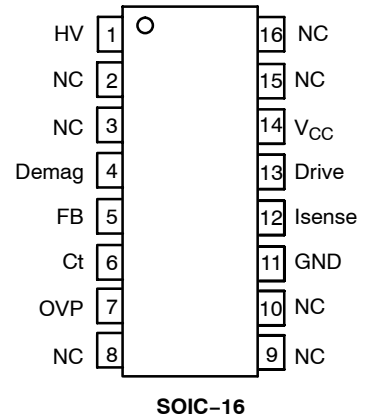 HV 1 16 NC
NC 2 15 NC
NC 3 14 VCC
Demag 4 13 Drive
FB 5 12 Isense
Ct 6 11 GND
OVP 7 10 NC
NC 8 9 NC
SOIC−16